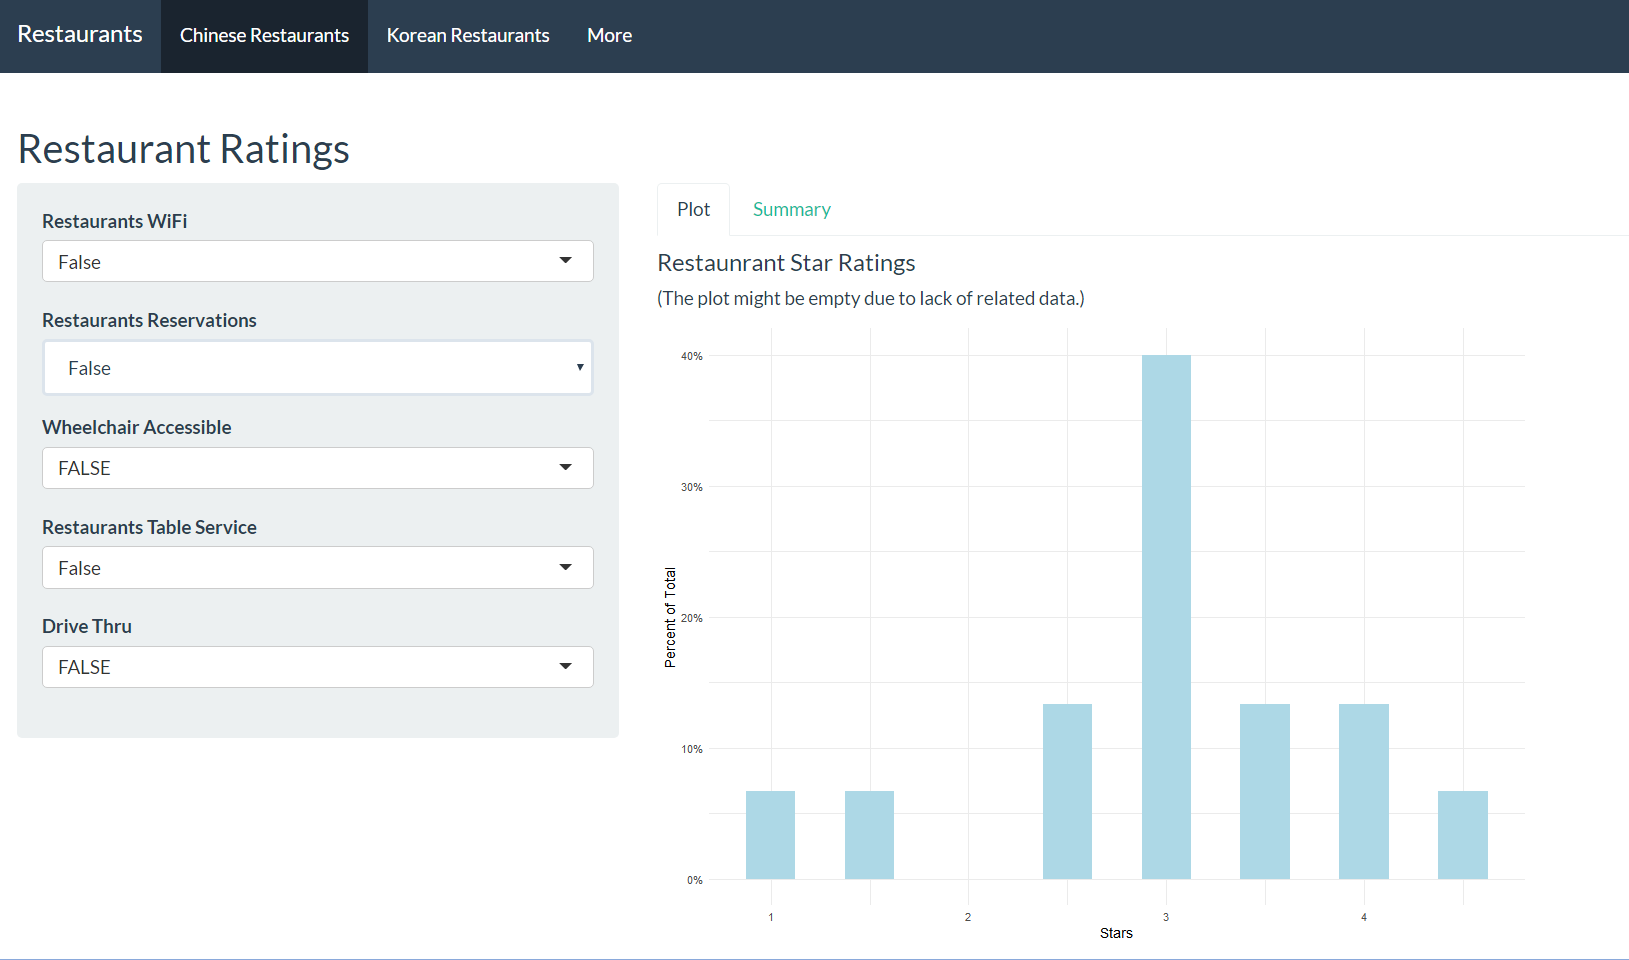 Restaurants Chinese Restaurants Korean Restaurants More
Restaurant Ratings
Restaurants WiFi
False
Restaurants Reservations
False
Wheelchair Accessible
FALSE
Restaurants Table Service
False
Drive Thru
FALSE
Plot Summary
Restaunrant Star Ratings
(The plot might be empty due to lack of related data.)
40%
30%
20%
10%
0%
Percent of Total
1 2 3 4
Stars